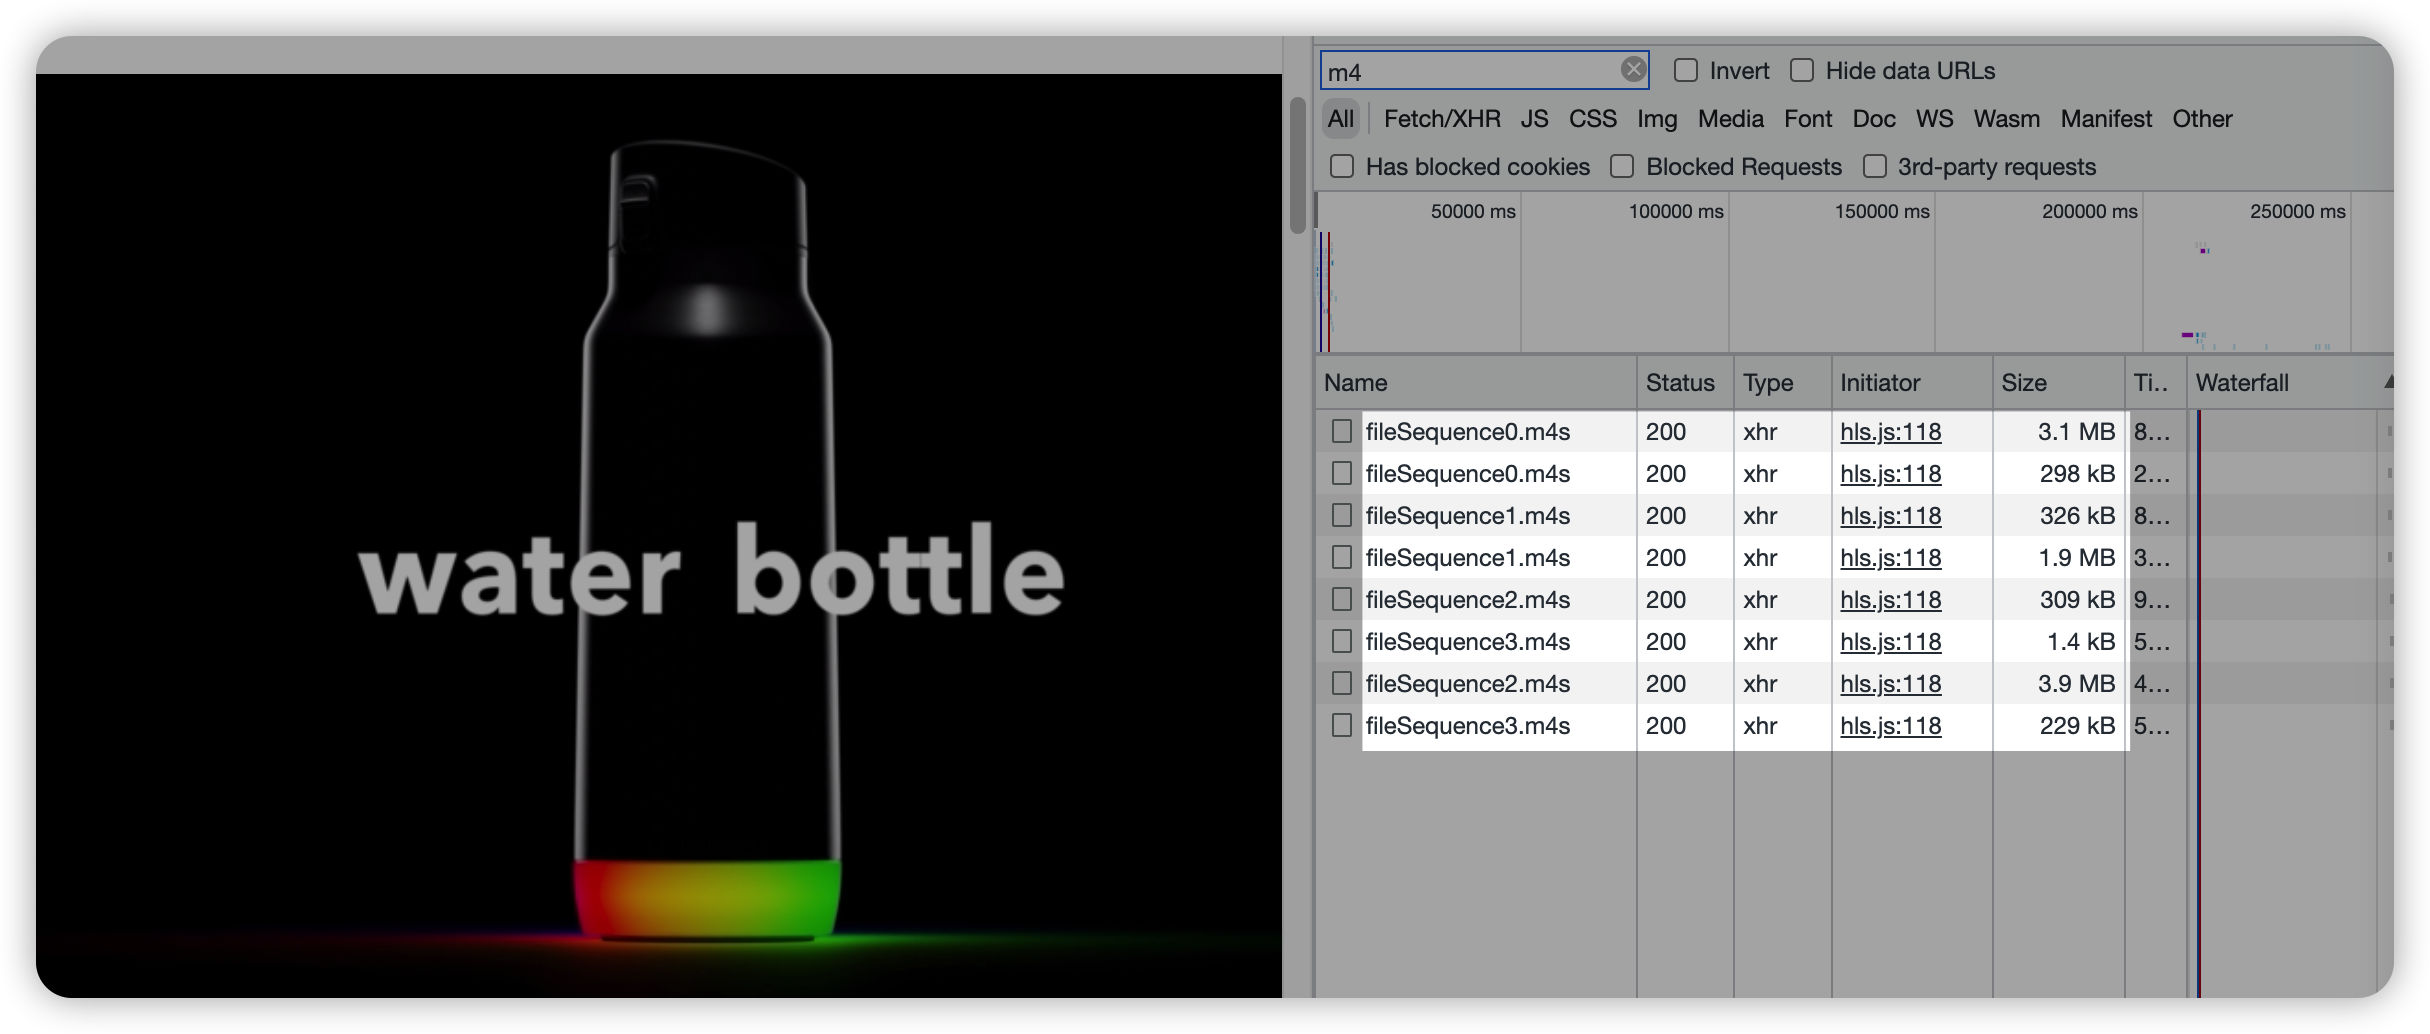 water bottle
m4
Invert Hide data URLs
All Fetch/XHR JS CSS Img Media Font Doc WS Wasm Manifest Other
Has blocked cookies Blocked Requests 3rd-party requests
50000 ms 100000 ms 150000 ms 200000 ms 250000 ms
Name Status Type Initiator Size Ti.. Waterfall
fileSequence0.m4s 200 xhr hls.js:118 3.1 MB 8...
fileSequence0.m4s 200 xhr hls.js:118 298 kB 2...
fileSequence1.m4s 200 xhr hls.js:118 326 kB 8...
fileSequence1.m4s 200 xhr hls.js:118 1.9 MB 3...
fileSequence2.m4s 200 xhr hls.js:118 309 kB 9...
fileSequence3.m4s 200 xhr hls.js:118 1.4 kB 5...
fileSequence2.m4s 200 xhr hls.js:118 3.9 MB 4...
fileSequence3.m4s 200 xhr hls.js:118 229 kB 5...